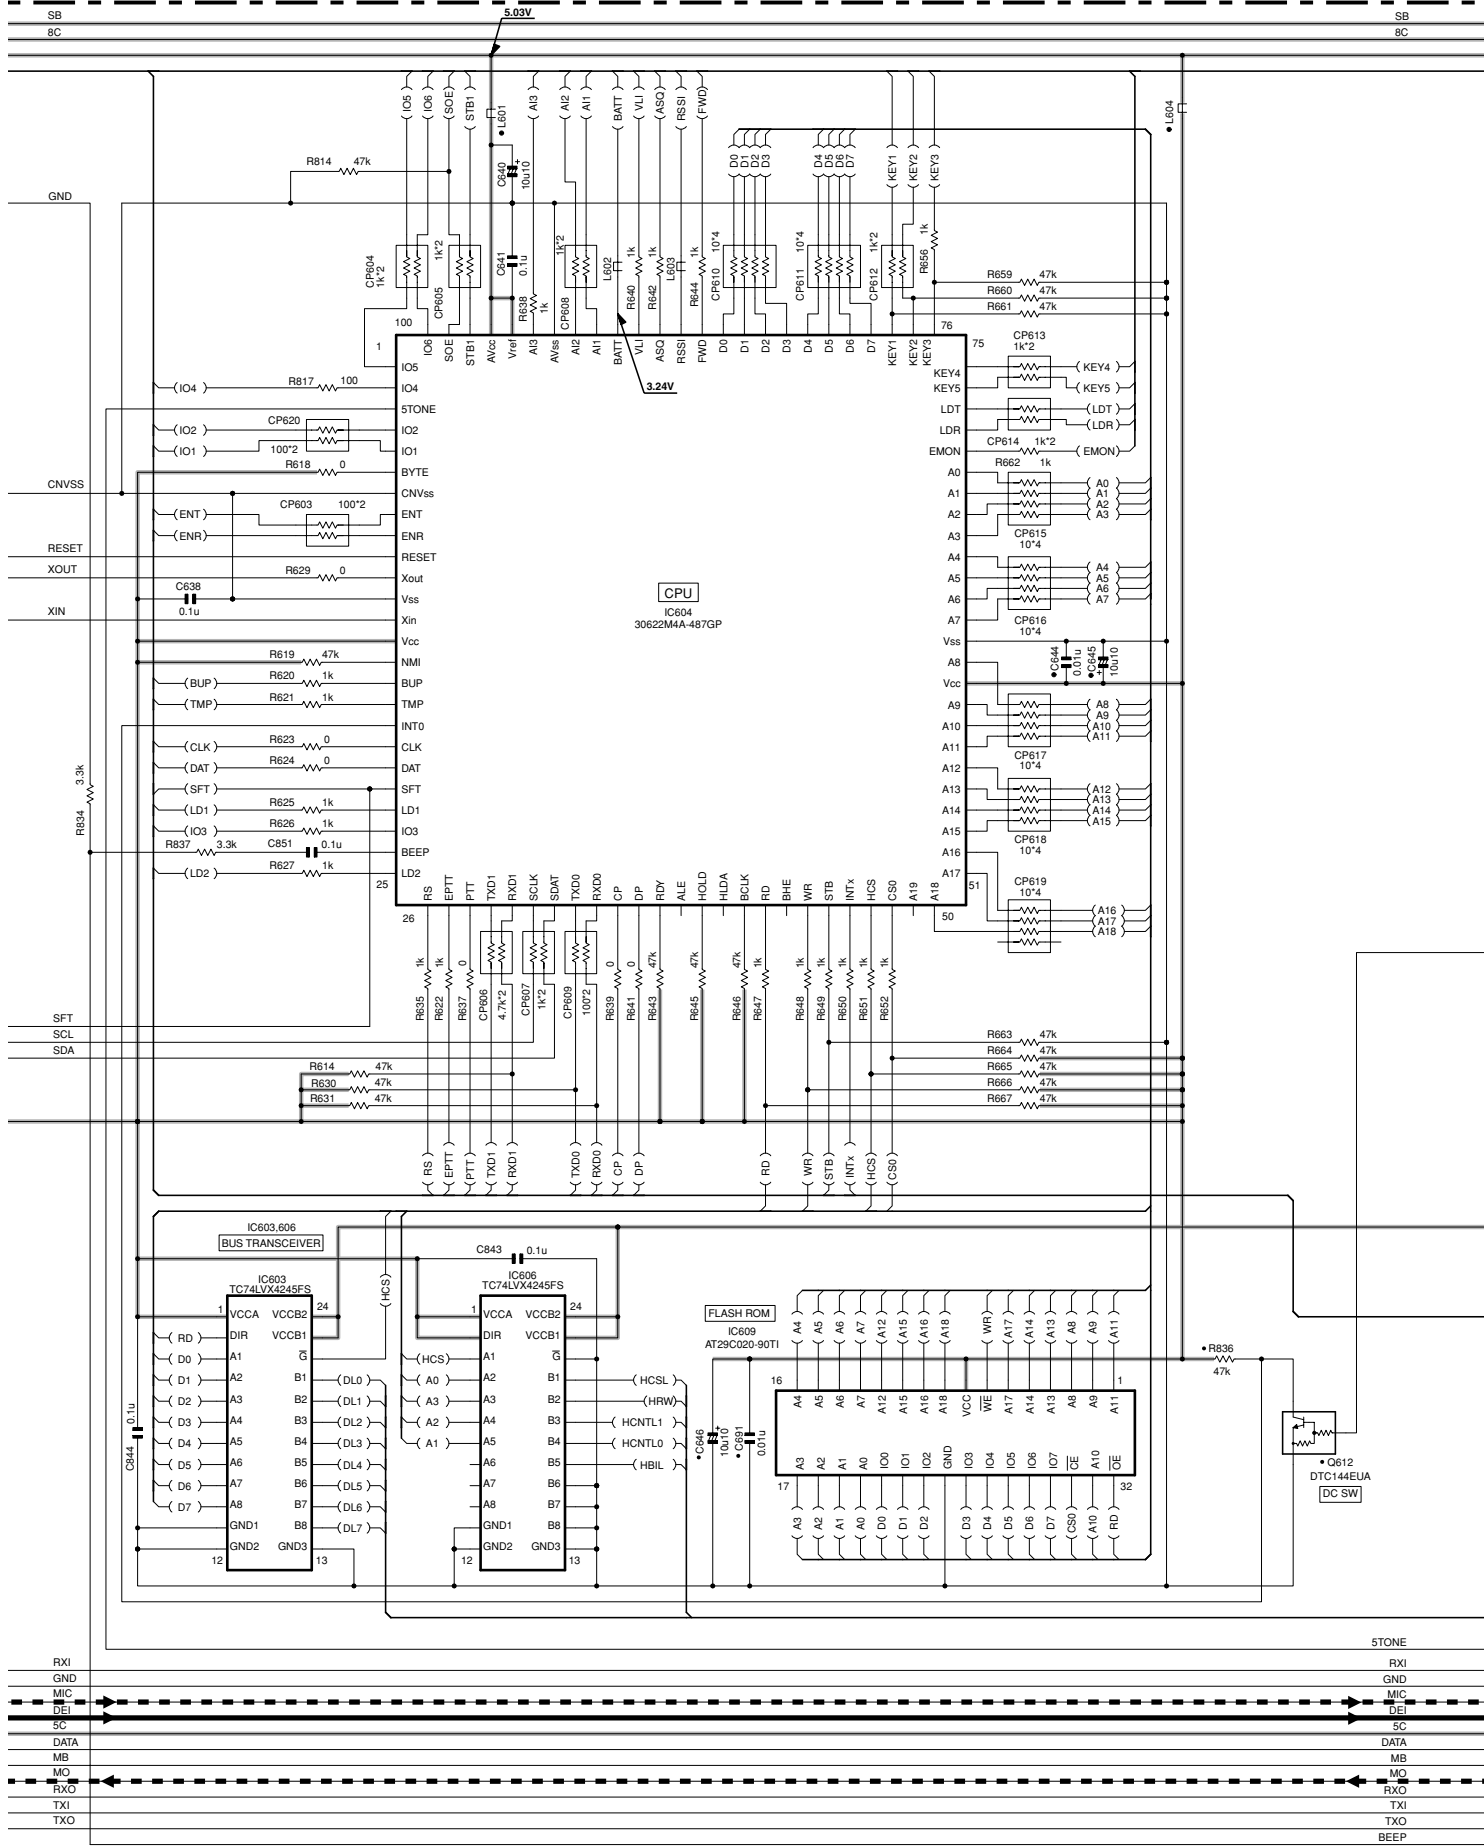 SB
5.03V
SB
8C
8C
IO5
IO6
SOE
STB1
L601
AI3
AI2
AI1
BATT
VLI
ASQ
RSSI
FWD
D0
D1
D2
D3
D4
D5
D6
D7
KEY1
KEY2
KEY3
L604
R814 47k
C640
10u10
GND
CP604
1k*2
CP605
1k*2
C641
0.1u
R638
1k
CP608
1k*2
L602
R640
1k
R642
1k
L603
R644
1k
CP610
10*4
CP611
10*4
CP612
1k*2
R656
1k
R659 47k
R660 47k
R661 47k
100
76
1
IO6
SOE
STB1
AVcc
Vref
AI3
AVss
AI2
AI1
BATT
VLI
ASQ
RSSI
FWD
D0
D1
D2
D3
D4
D5
D6
D7
KEY1
KEY2
KEY3
75
CP613
1k*2
3.24V
IO5
(IO4) R817 100 IO4
5TONE
(IO2) CP620 IO2
(IO1) 100*2 IO1
R618 0 BYTE
CNVSS
CNVss
(ENT) CP603 100*2 ENT
(ENR) ENR
RESET RESET
XOUT R629 0 Xout
C638
0.1u
Vss
XIN Xin
Vcc
R619 47k NMI
(BUP) R620 1k BUP
(TMP) R621 1k TMP
INT0
(CLK) R623 0 CLK
(DAT) R624 0 DAT
(SFT) SFT
(LD1) R625 1k LD1
(IO3) R626 1k IO3
R837 3.3k C851 0.1u BEEP
(LD2) R627 1k LD2
3.3k
R834
CPU
IC604
30622M4A-487GP
KEY4 (KEY4)
KEY5 (KEY5)
LDT (LDT)
LDR (LDR)
CP614 1k*2
EMON (EMON)
R662 1k
A0 (A0)
A1 (A1)
A2 (A2)
A3 (A3)
CP615
10*4
A4 (A4)
A5 (A5)
A6 (A6)
A7 (A7)
CP616
10*4
Vss
A8
C644
0.01u
C645
10u10
Vcc
A9 (A8)
A10 (A9)
A11 (A10)
(A11)
CP617
10*4
A12
A13 (A12)
A14 (A13)
A15 (A14)
(A15)
CP618
10*4
A16
A17
CP619
10*4
51
(A16)
(A17)
(A18)
25
26
RS
EPTT
PTT
TXD1
RXD1
SCLK
SDAT
TXD0
RXD0
CP
DP
RDY
ALE
HOLD
HLDA
BCLK
RD
BHE
WR
STB
INTx
HCS
CS0
A19
A18
50
R635
1k
R622
1k
R637
0
CP606
4.7k*2
CP607
1k*2
CP609
100*2
R639
0
R641
0
R643
47k
R645
47k
R646
47k
R647
1k
R648
1k
R649
1k
R650
1k
R651
1k
R652
1k
SFT
SCL
SDA
R614 47k
R630 47k
R631 47k
R663 47k
R664 47k
R665 47k
R666 47k
R667 47k
RS
EPTT
PTT
TXD1
RXD1
TXD0
RXD0
CP
DP
RD
WR
STB
INTx
HCS
CS0
IC603,606
BUS TRANSCEIVER
C843 0.1u
IC603
TC74LVX4245FS
IC606
TC74LVX4245FS
(HCS)
1 VCCA VCCB2 24
(RD) DIR VCCB1
(D0) A1 G
(D1) A2 B1 (DL0)
(D2) A3 B2 (DL1)
(D3) A4 B3 (DL2)
(D4) A5 B4 (DL3)
(D5) A6 B5 (DL4)
(D6) A7 B6 (DL5)
(D7) A8 B7 (DL6)
GND1 B8 (DL7)
12 GND2 GND3 13
0.1u
C844
1 VCCA VCCB2 24
DIR VCCB1
(HCS) A1 G
(A0) A2 B1 (HCSL)
(A3) A3 B2 (HRW)
(A2) A4 B3 (HCNTL1)
(A1) A5 B4 (HCNTL0)
A6 B5 (HBIL)
A7 B6
A8 B7
GND1 B8
12 GND2 GND3 13
FLASH ROM
IC609
AT29C020-90TI
A4
A5
A6
A7
A12
A15
A16
A18
WR
A17
A14
A13
A8
A9
A11
16
1
A4
A5
A6
A7
A12
A15
A16
A18
VCC
WE
A17
A14
A13
A8
A9
A11
A3
A2
A1
A0
IO0
IO1
IO2
GND
IO3
IO4
IO5
IO6
IO7
CE
A10
OE
17
32
A3
A2
A1
A0
D0
D1
D2
D3
D4
D5
D6
D7
CS0
A10
RD
C646
10u10
C691
0.01u
R836
47k
Q612
DTC144EUA
DC SW
5TONE
RXI RXI
GND GND
MIC MIC
DEI DEI
5C 5C
DATA DATA
MB MB
MO MO
RXO RXO
TXI TXI
TXO TXO
BEEP